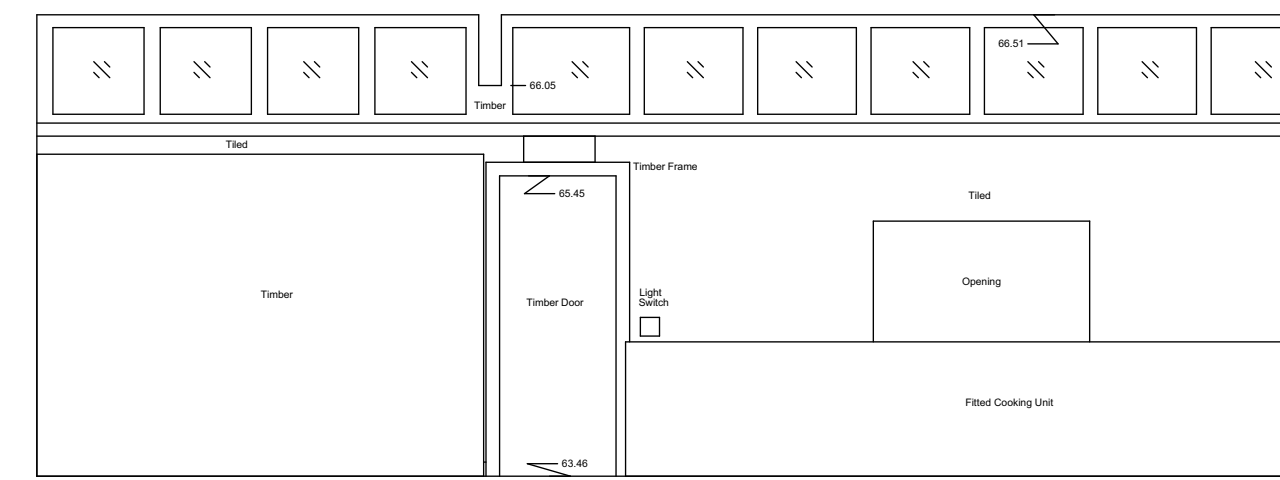 66.51
66.05
Timber
Tiled
Timber Frame
65.45
Tiled
Opening
Timber
Light
Switch
Timber Door
Fitted Cooking Unit
63.46